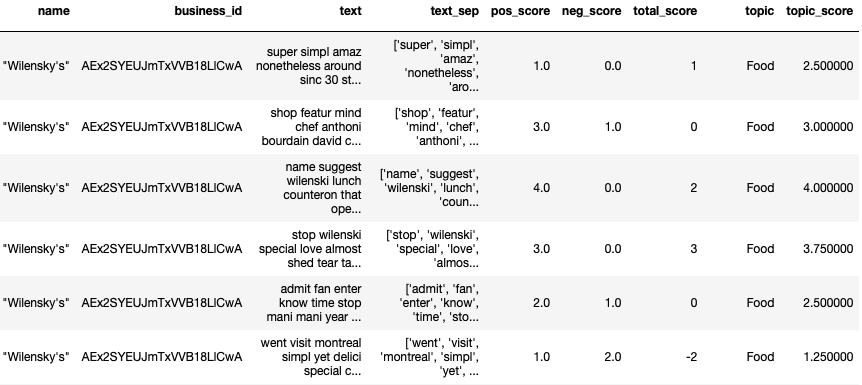 name business_id text text_sep pos_score neg_score total_score topic topic_score
"Wilensky's" AEx2SYEUJmTxVVB18LlCwA super simpl amaz nonetheless around sinc 30 st... ['super', 'simpl', 'amaz', 'nonetheless', 'aro... 1.0 0.0 1 Food 2.500000
"Wilensky's" AEx2SYEUJmTxVVB18LlCwA shop featur mind chef anthoni bourdain david c... ['shop', 'featur', 'mind', 'chef', 'anthoni', ... 3.0 1.0 0 Food 3.000000
"Wilensky's" AEx2SYEUJmTxVVB18LlCwA name suggest wilenski lunch counteron that ope... ['name', 'suggest', 'wilenski', 'lunch', 'coun... 4.0 0.0 2 Food 4.000000
"Wilensky's" AEx2SYEUJmTxVVB18LlCwA stop wilenski special love almost shed tear ta... ['stop', 'wilenski', 'special', 'love', 'almos... 3.0 0.0 3 Food 3.750000
"Wilensky's" AEx2SYEUJmTxVVB18LlCwA admit fan enter know time stop mani mani year ... ['admit', 'fan', 'enter', 'know', 'time', 'sto... 2.0 1.0 0 Food 2.500000
"Wilensky's" AEx2SYEUJmTxVVB18LlCwA went visit montreal simpl yet delici special c... ['went', 'visit', 'montreal', 'simpl', 'yet', ... 1.0 2.0 -2 Food 1.250000